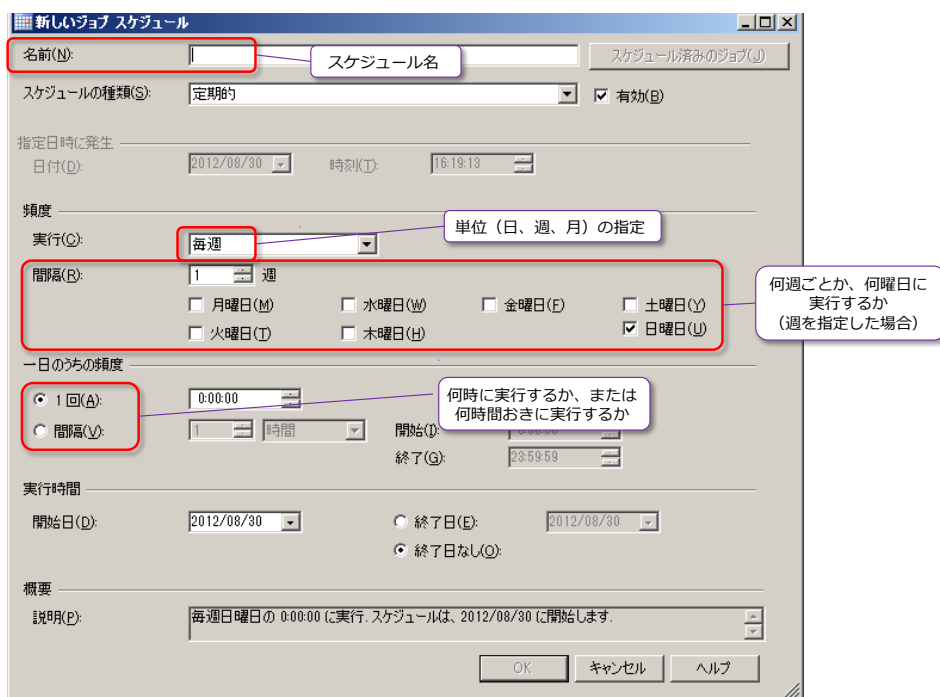 新しいジョブ スケジュール
名前(N):
スケジュール名
スケジュール済みのジョブ(J)
スケジュールの種類(S): 定期的 有効(B)
指定日時に発生
日付(D): 2012/08/30 時刻(T): 16:19:13
頻度
単位（日、週、月）の指定
実行(C): 毎週
間隔(R): 1 週
月曜日(M) 水曜日(W) 金曜日(F) 土曜日(Y)
火曜日(T) 木曜日(H) 日曜日(U)
何週ごとか、何曜日に
実行するか
（週を指定した場合）
一日のうちの頻度
1 回(A): 0:00:00
何時に実行するか、または
何時間おきに実行するか
間隔(V): 1 時間 開始(I):
終了(G): 23:59:59
実行時間
開始日(D): 2012/08/30 終了日(E): 2012/08/30
終了日なし(O):
概要
説明(P): 毎週日曜日の 0:00:00 に実行. スケジュールは、2012/08/30 に開始します.
OK キャンセル ヘルプ